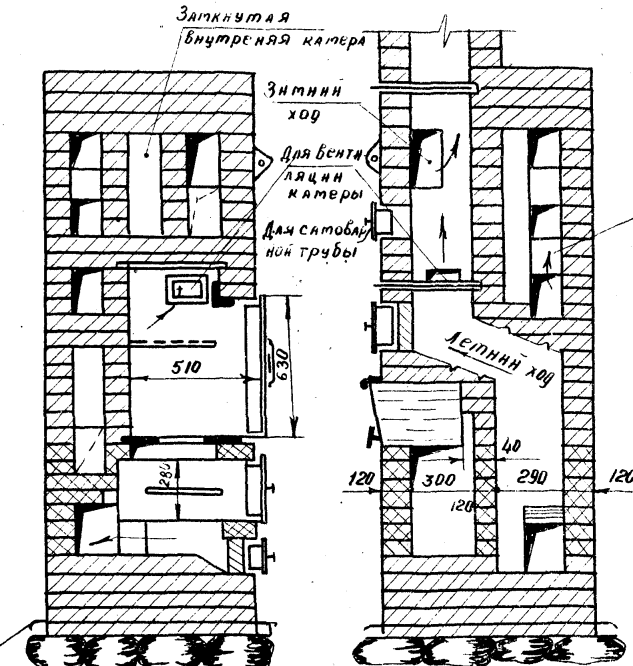 Замкнутая
внутреняя камера
Зимний
ход
Для венти
ляции
камеры
Для самовар
ной трубы
Летний ход
510
630
280
120
300
40
120
290
120